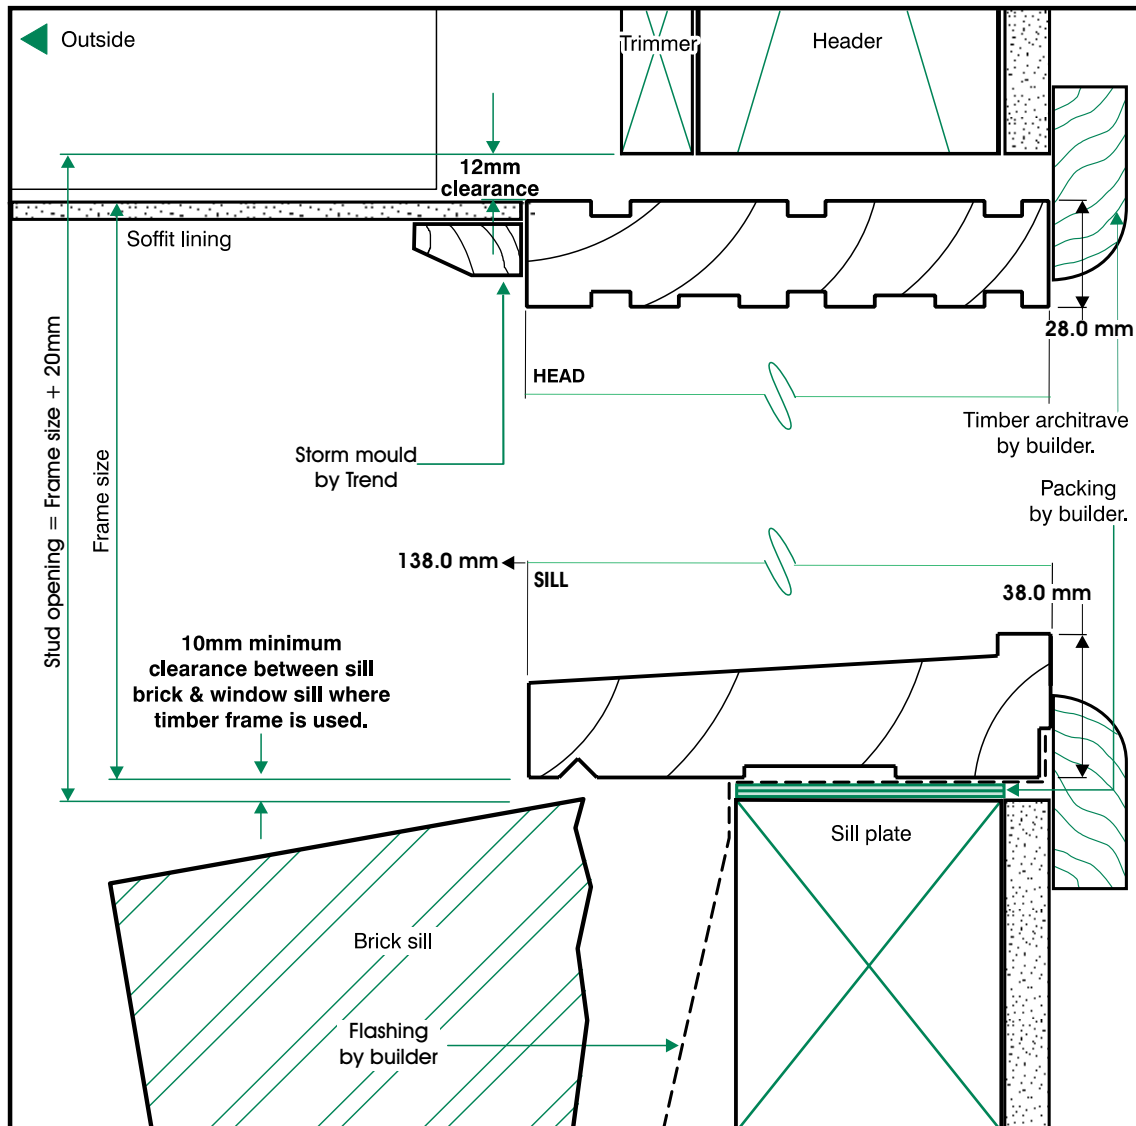 Outside
Trimmer
Header
12mm
clearance
Soffit lining
28.0 mm
HEAD
Stud opening = Frame size + 20mm
Frame size
Storm mould
by Trend
Timber architrave
by builder.
Packing
by builder.
138.0 mm
SILL
38.0 mm
10mm minimum
clearance between sill
brick & window sill where
timber frame is used.
Sill plate
Brick sill
Flashing
by builder